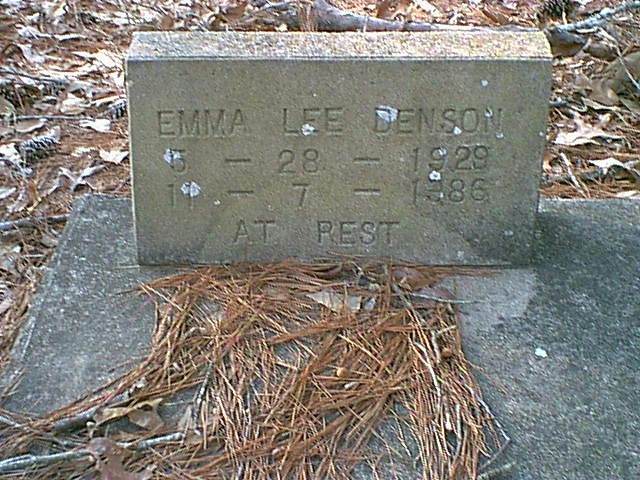 EMMA LEE DENSON
5 - 28 - 1929
11 - 7 - 1986
AT REST